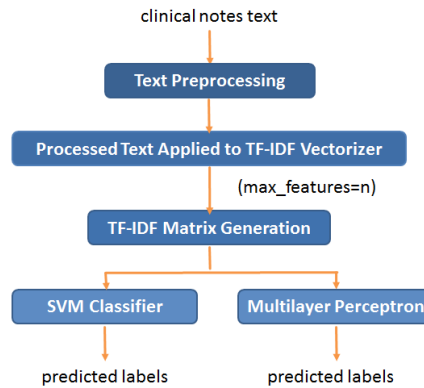 clinical notes text
Text Preprocessing
Processed Text Applied to TF-IDF Vectorizer
(max_features=n)
TF-IDF Matrix Generation
SVM Classifier
Multilayer Perceptron
predicted labels
predicted labels